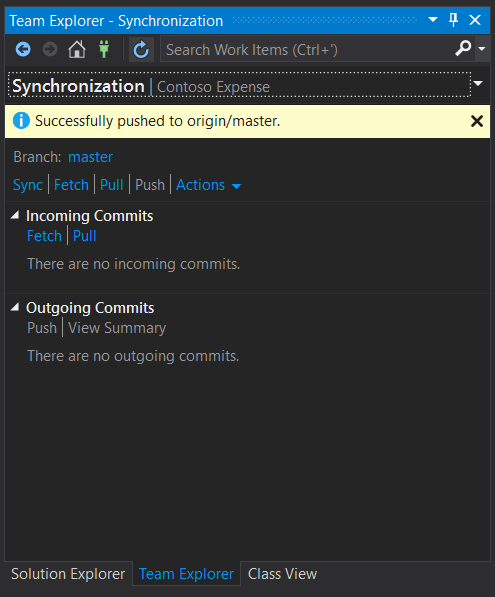 Team Explorer - Synchronization
Search Work Items (Ctrl+')
Synchronization | Contoso Expense
Successfully pushed to origin/master.
Branch: master
Sync | Fetch | Pull | Push | Actions
Incoming Commits
Fetch | Pull
There are no incoming commits.
Outgoing Commits
Push | View Summary
There are no outgoing commits.
Solution Explorer Team Explorer Class View